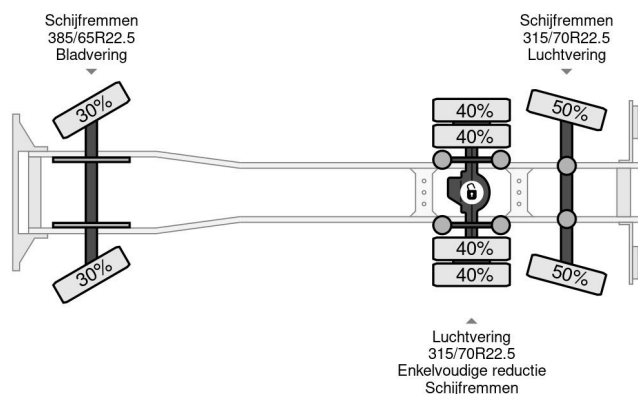 Schijfremmen
385/65R22.5
Bladvering
Schijfremmen
315/70R22.5
Luchtvering
30%
40%
40%
50%
30%
40%
40%
50%
Luchtvering
315/70R22.5
Enkelvoudige reductie
Schijfremmen